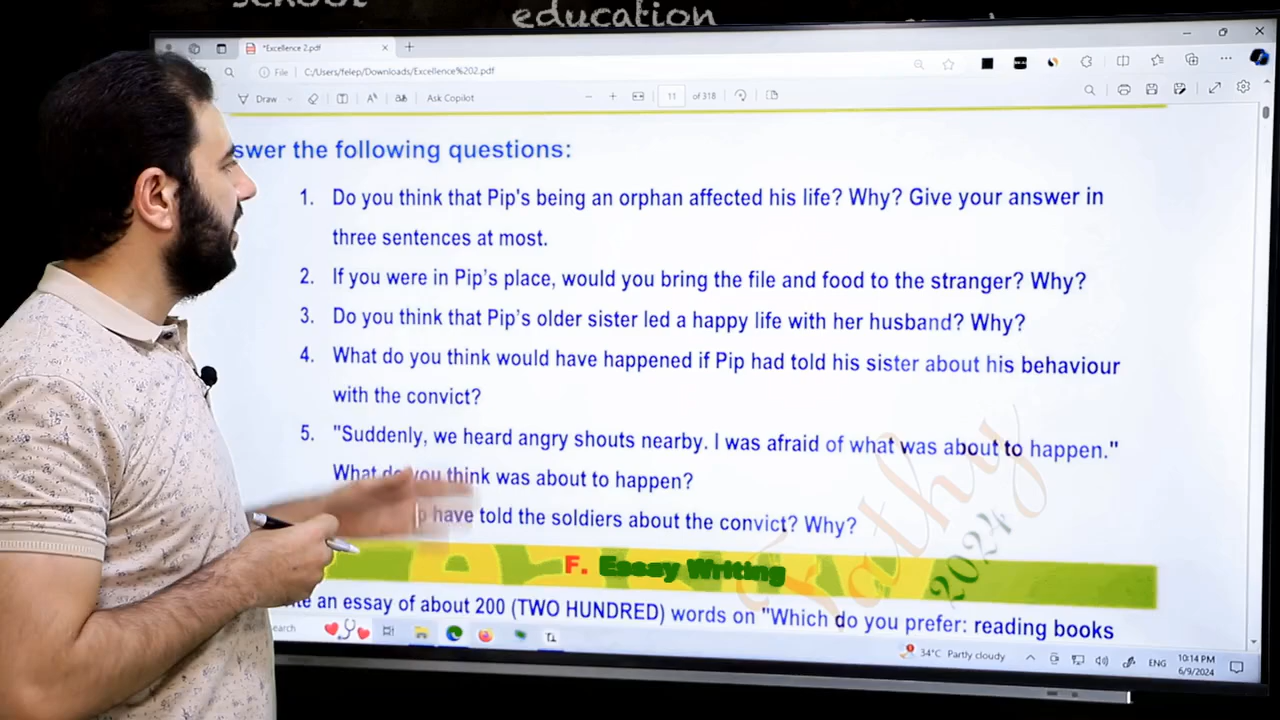 school
education
*Excellence 2.pdf
File C:/Users/felep/Downloads/Excellence%202.pdf
Draw Ask Copilot 11 of 318
swer the following questions:
1. Do you think that Pip's being an orphan affected his life? Why? Give your answer in
three sentences at most.
2. If you were in Pip's place, would you bring the file and food to the stranger? Why?
3. Do you think that Pip's older sister led a happy life with her husband? Why?
4. What do you think would have happened if Pip had told his sister about his behaviour
with the convict?
5. "Suddenly, we heard angry shouts nearby. I was afraid of what was about to happen."
What do you think was about to happen?
have told the soldiers about the convict? Why?
Fathy
2024
F. Essay Writing
an essay of about 200 (TWO HUNDRED) words on "Which do you prefer: reading books
earch
34°C Partly cloudy ENG 10:14 PM
6/9/2024